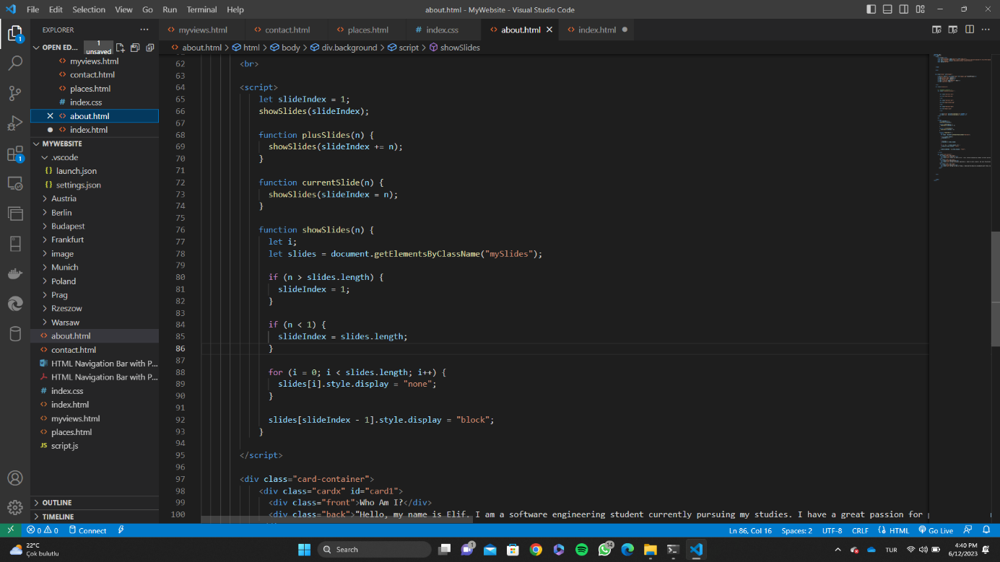 File Edit Selection View Go Run Terminal Help
about.html - MyWebsite - Visual Studio Code
EXPLORER
myviews.html
contact.html
places.html
index.css
about.html
index.html
OPEN ED... 1 unsaved
about.html > html > body > div.background > script > showSlides
myviews.html
contact.html
places.html
# index.css
about.html
index.html
MYWEBSITE
.vscode
launch.json
settings.json
Austria
Berlin
Budapest
Frankfurt
image
Munich
Poland
Prag
Rzeszow
Warsaw
about.html
contact.html
HTML Navigation Bar with P...
HTML Navigation Bar with P...
# index.css
index.html
myviews.html
places.html
JS script.js
OUTLINE
TIMELINE
62 <br>
63
64 <script>
65 let slideIndex = 1;
66 showSlides(slideIndex);
67
68 function plusSlides(n) {
69 showSlides(slideIndex += n);
70 }
71
72 function currentSlide(n) {
73 showSlides(slideIndex = n);
74 }
75
76 function showSlides(n) {
77 let i;
78 let slides = document.getElementsByClassName("mySlides");
79
80 if (n > slides.length) {
81 slideIndex = 1;
82 }
83
84 if (n < 1) {
85 slideIndex = slides.length;
86 }
87
88 for (i = 0; i < slides.length; i++) {
89 slides[i].style.display = "none";
90 }
91
92 slides[slideIndex - 1].style.display = "block";
93 }
94
95 </script>
96
97 <div class="card-container">
98 <div class="cardx" id="card1">
99 <div class="front">Who Am I?</div>
100 <div class="back">"Hello, my name is Elif. I am a software engineering student currently pursuing my studies. I have a great passion for
0 0 Connect
Ln 86, Col 16 Spaces: 2 UTF-8 CRLF HTML Go Live
22°C
Çok bulutlu
Search
1
14
TUR
4:40 PM
6/12/2023